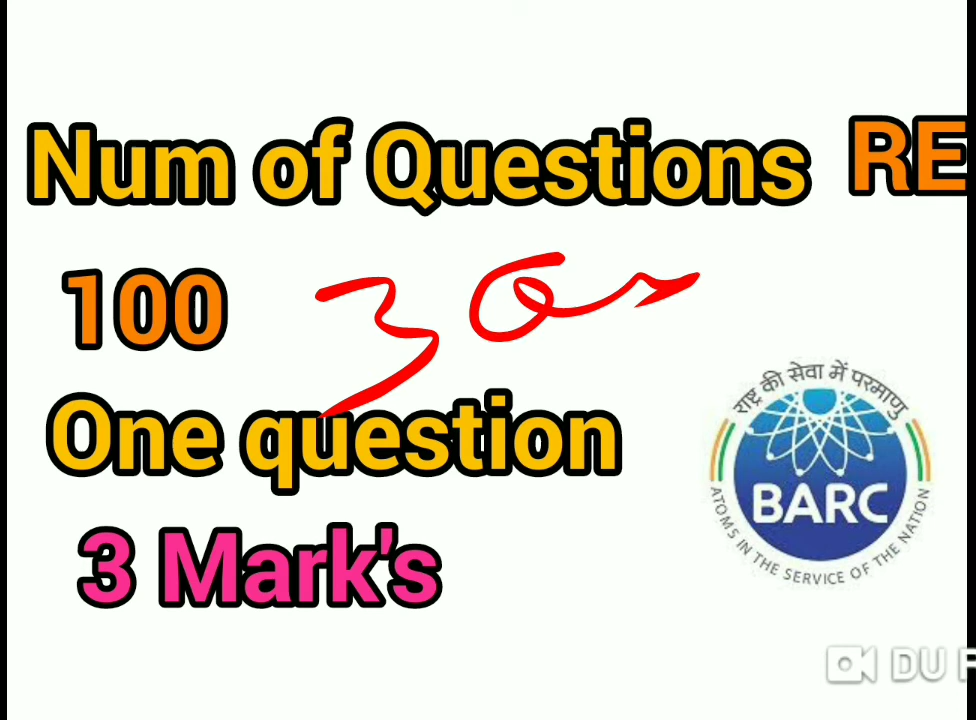 Num of Questions RE
100
300
One question
3 Mark's
राष्ट्र की सेवा में परमाणु
BARC
ATOMS IN THE SERVICE OF THE NATION
DU